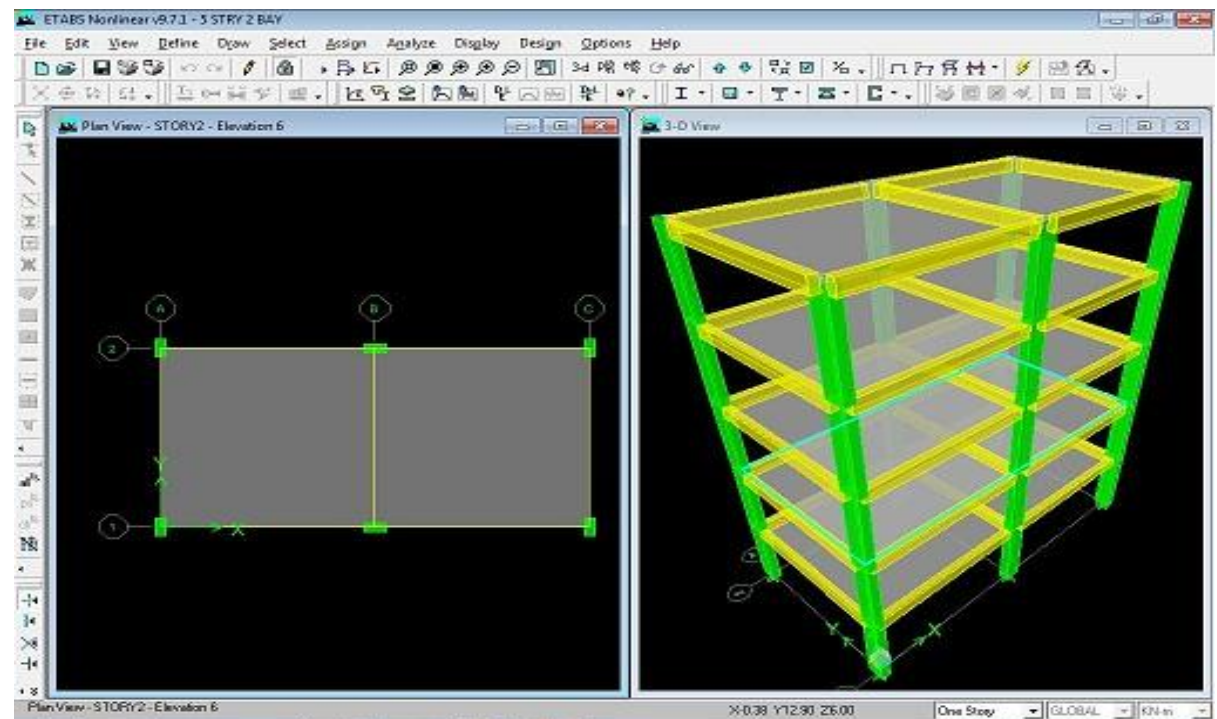 ETABS Nonlinear v9.7.1 - 3 STRY 2 BAY
File Edit View Define Draw Select Assign Analyze Display Design Options Help
3-d
Plan View - STORY2 - Elevation 6
3-D View
A B C
2
1
Y
X
Y X
Plan View - STORY2 - Elevation 6
X-0.38 Y12.90 Z6.00
One Story
GLOBAL
KN-m